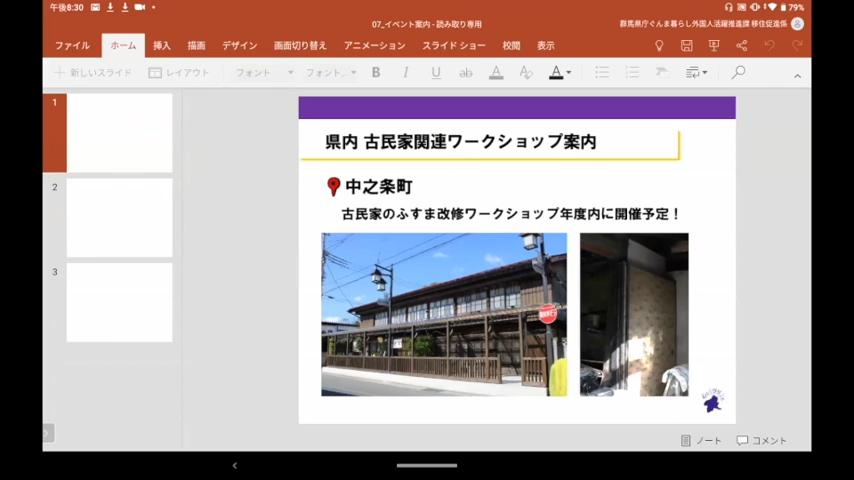 午後8:30
79%
07_イベント案内 - 読み取り専用
群馬県庁ぐんま暮らし外国人活躍推進課 移住促進係
ファイル ホーム 挿入 描画 デザイン 画面切り替え アニメーション スライド ショー 校閲 表示
新しいスライド レイアウト フォント フォント... B I U ab A A
1
2
3
県内 古民家関連ワークショップ案内
中之条町
古民家のふすま改修ワークショップ年度内に開催予定！
ノート コメント